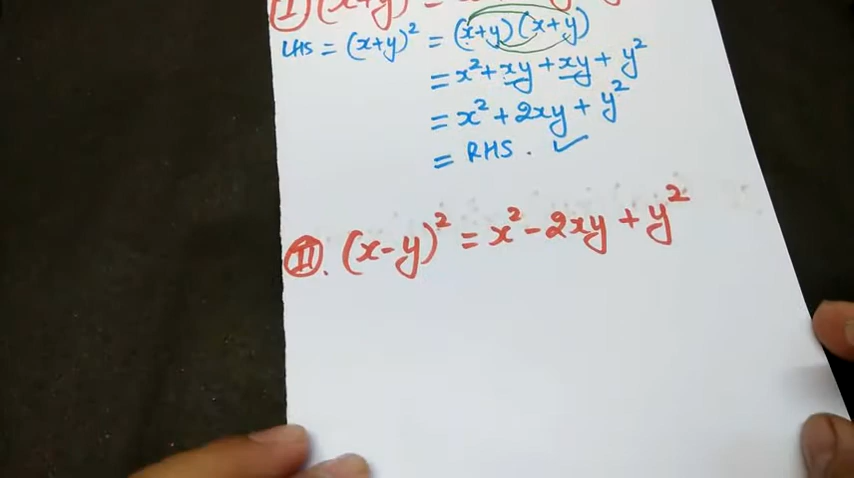 I (x+y) =
LHS = (x+y)² = (x+y)(x+y)
= x² + xy + xy + y²
= x² + 2xy + y²
= RHS. ✓
II. (x-y)² = x² - 2xy + y²